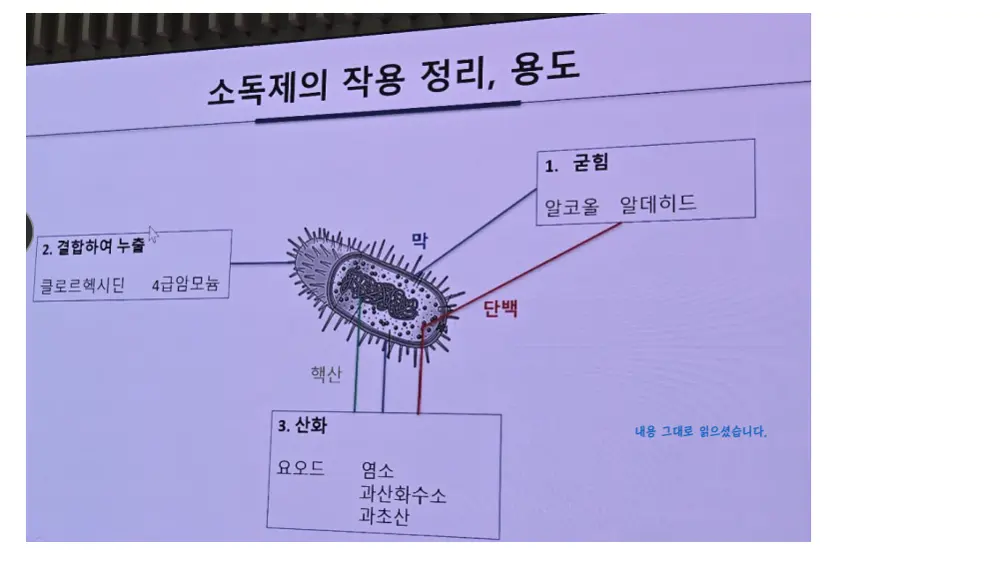 소독제의 작용 정리, 용도
1. 굳힘
알코올 알데히드
막
2. 결합하여 누출
클로르헥시딘 4급암모늄
단백
핵산
3. 산화
요오드 염소
과산화수소
과초산
내용 그대로 읽으셨습니다.